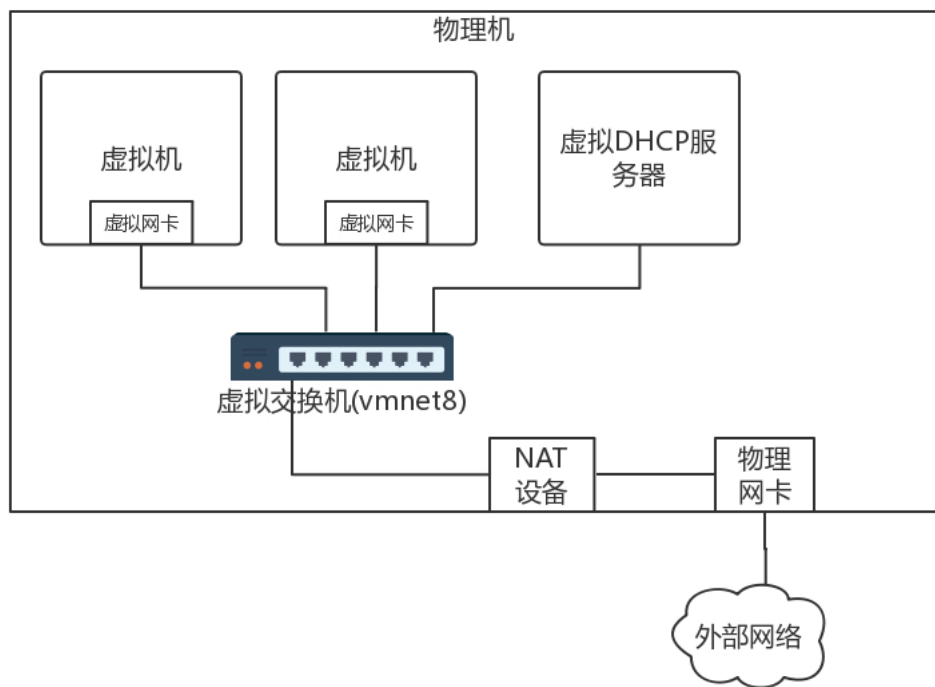 物理机
虚拟机
虚拟网卡
虚拟机
虚拟网卡
虚拟DHCP服
务器
虚拟交换机(vmnet8)
NAT
设备
物理
网卡
外部网络